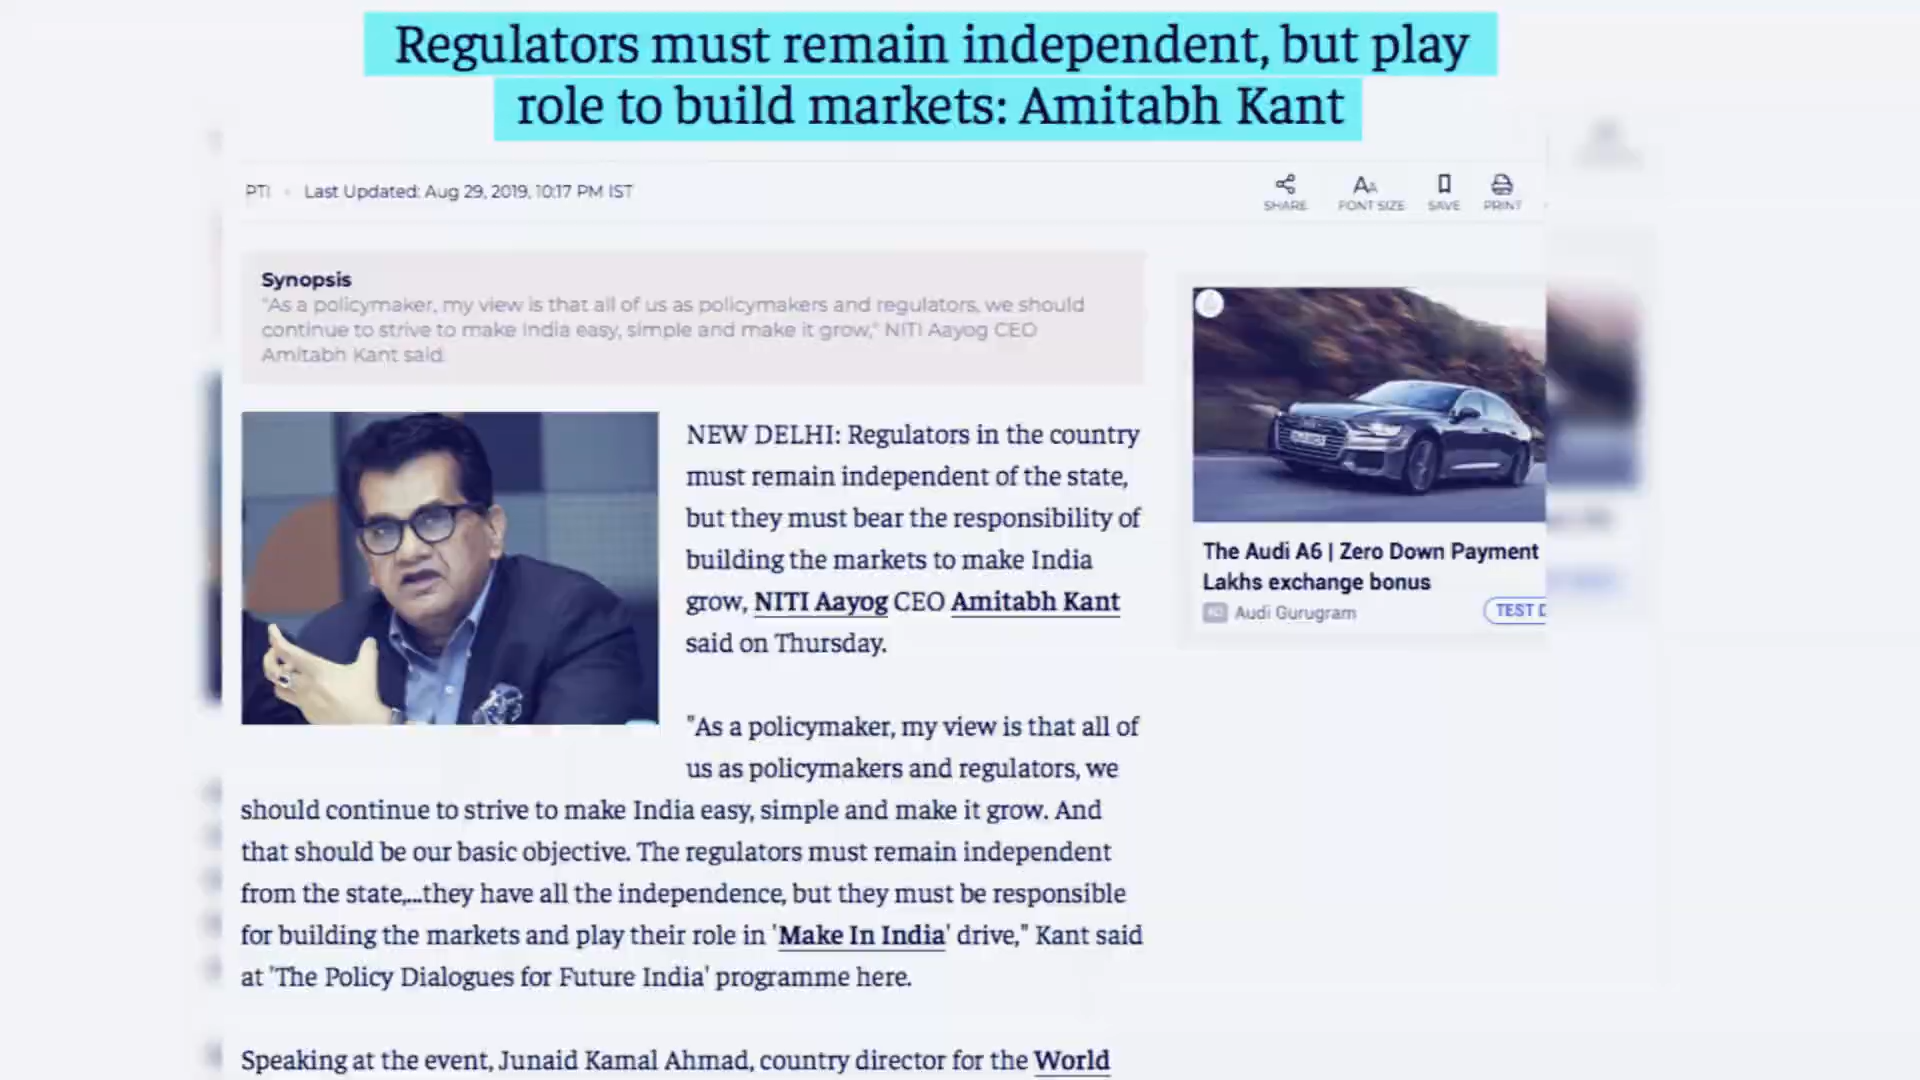 Regulators must remain independent, but play
role to build markets: Amitabh Kant
PTI • Last Updated: Aug 29, 2019, 10:17 PM IST
SHARE
FONT SIZE
SAVE
PRINT
Synopsis
"As a policymaker, my view is that all of us as policymakers and regulators, we should
continue to strive to make India easy, simple and make it grow," NITI Aayog CEO
Amitabh Kant said.
NEW DELHI: Regulators in the country
must remain independent of the state,
but they must bear the responsibility of
building the markets to make India
grow, NITI Aayog CEO Amitabh Kant
said on Thursday.
"As a policymaker, my view is that all of
us as policymakers and regulators, we
should continue to strive to make India easy, simple and make it grow. And
that should be our basic objective. The regulators must remain independent
from the state,...they have all the independence, but they must be responsible
for building the markets and play their role in 'Make In India' drive," Kant said
at 'The Policy Dialogues for Future India' programme here.
Speaking at the event, Junaid Kamal Ahmad, country director for the World
The Audi A6 | Zero Down Payment
Lakhs exchange bonus
AD Audi Gurugram
TEST D